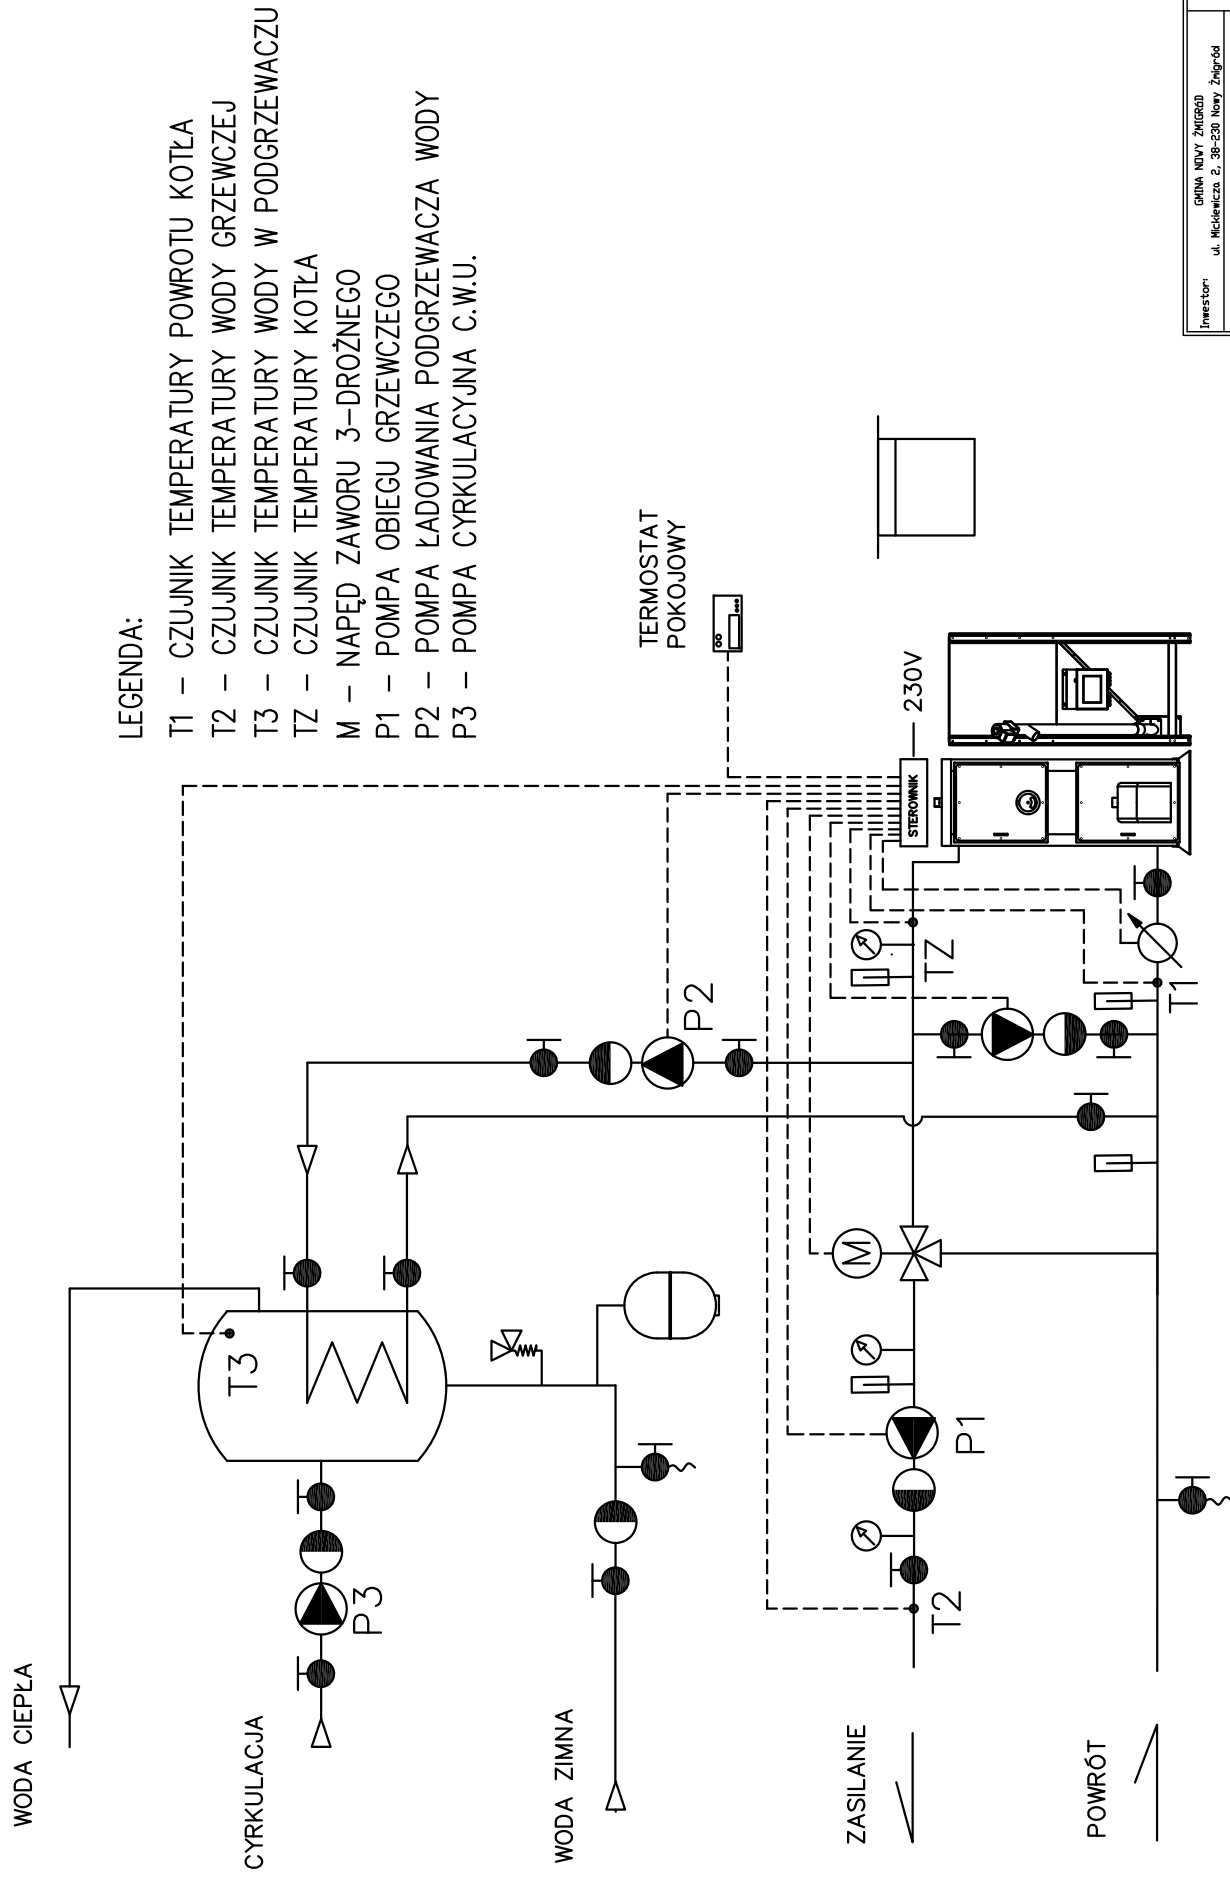 LEGENDA:
T1 – CZUJNIK TEMPERATURY POWROTU KOTŁA
T2 – CZUJNIK TEMPERATURY WODY GRZEWCZEJ
T3 – CZUJNIK TEMPERATURY WODY W PODGRZEWACZU
TZ – CZUJNIK TEMPERATURY KOTŁA
M – NAPĘD ZAWORU 3–DROŻNEGO
P1 – POMPA OBIEGU GRZEWCZEGO
P2 – POMPA ŁADOWANIA PODGRZEWACZA WODY
P3 – POMPA CYRKULACYJNA C.W.U.
WODA CIEPŁA
CYRKULACJA
WODA ZIMNA
ZASILANIE
POWRÓT
T3
P3
P2
M
P1
T2
TZ
T1
STEROWNIK
230V
TERMOSTAT
POKOJOWY
Inwestor:
GMINA NOWY ŻMIGRÓD
ul. Mickiewicza 2, 38-230 Nowy Żmigród